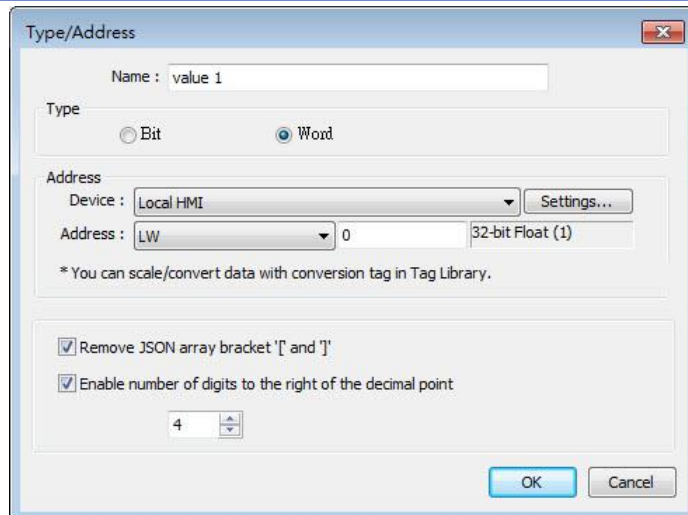 Type/Address
Name : value 1
Type
Bit Word
Address
Device : Local HMI Settings...
Address : LW 0 32-bit Float (1)
* You can scale/convert data with conversion tag in Tag Library.
Remove JSON array bracket '[' and ']'
Enable number of digits to the right of the decimal point
4
OK Cancel